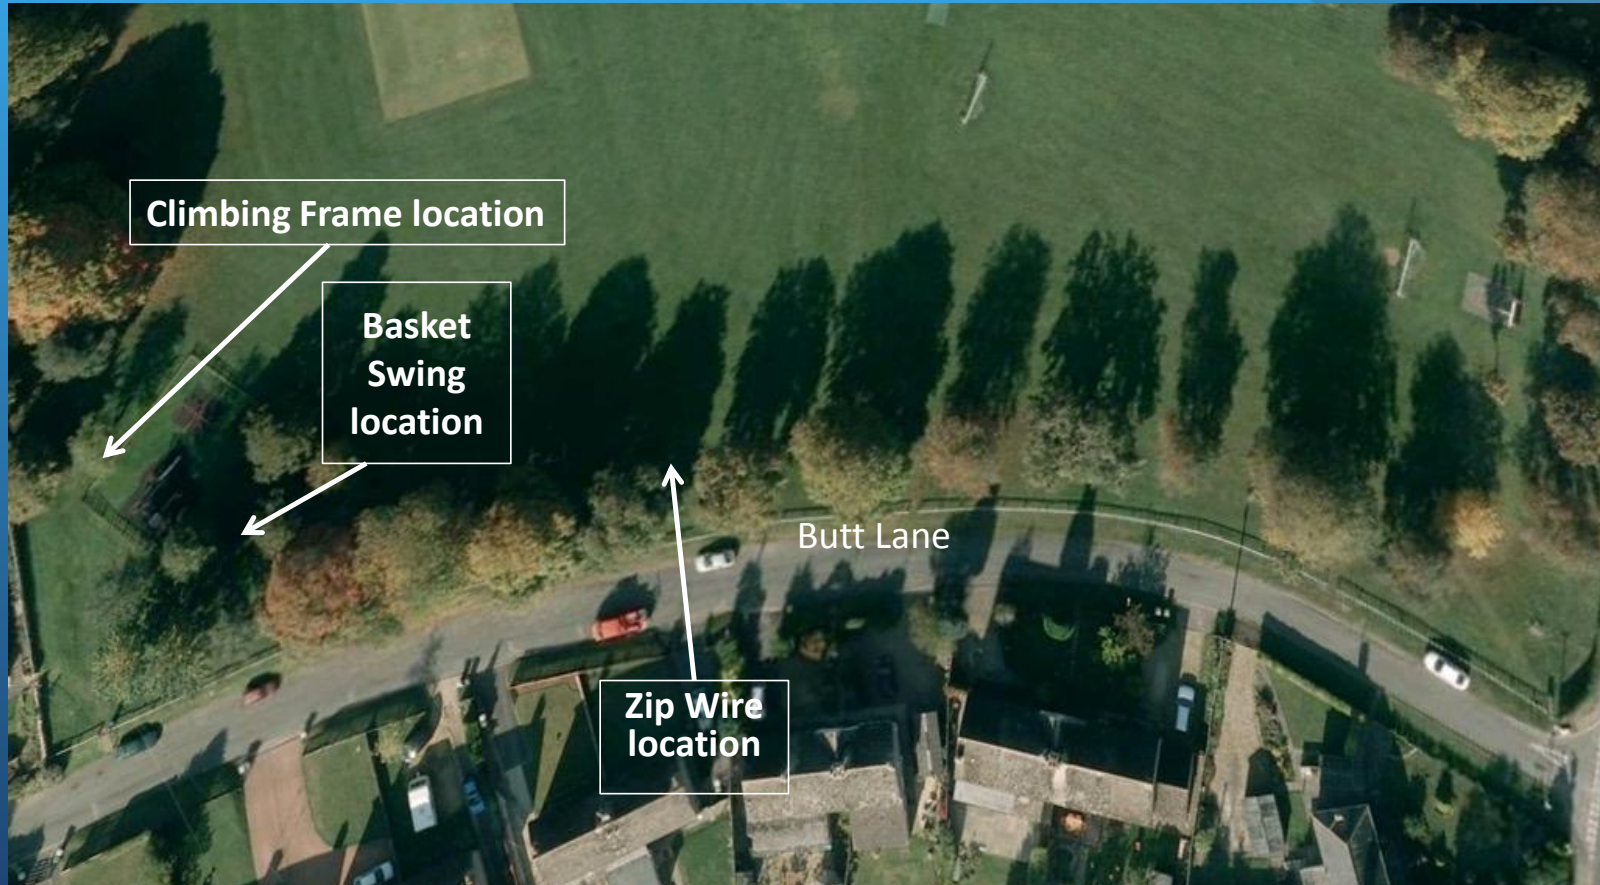 Climbing Frame location
Basket
Swing
location
Butt Lane
Zip Wire
location